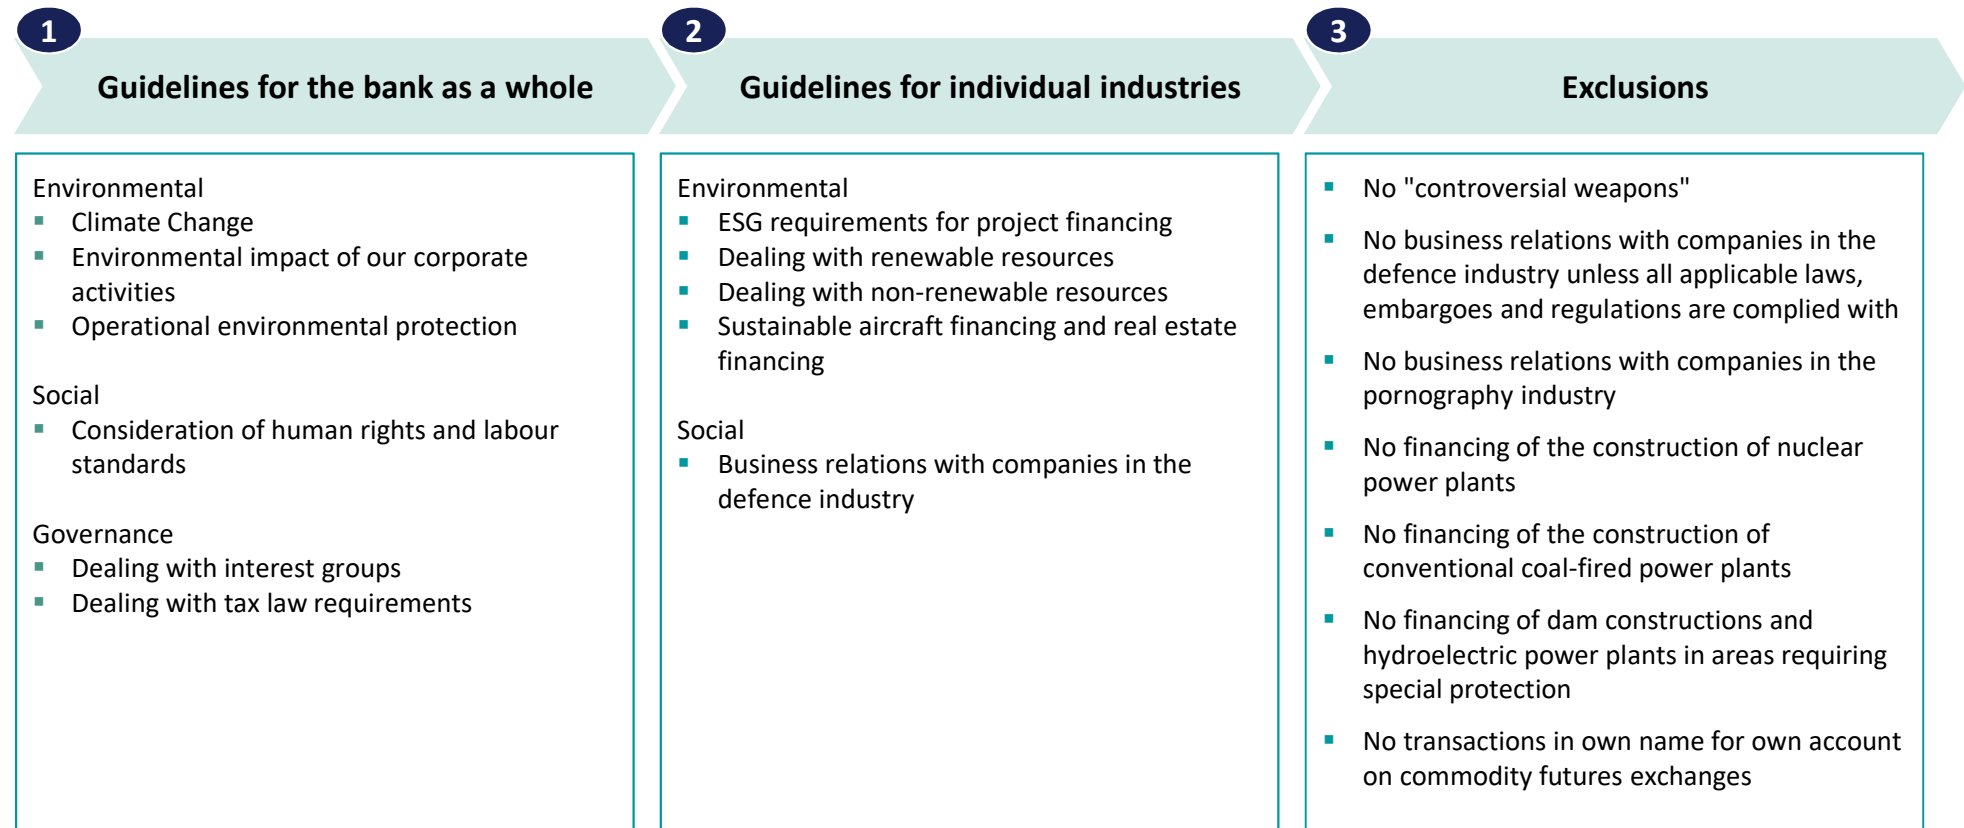 1
Guidelines for the bank as a whole
Environmental
▪ Climate Change
▪ Environmental impact of our corporate
activities
▪ Operational environmental protection
Social
▪ Consideration of human rights and labour
standards
Governance
▪ Dealing with interest groups
▪ Dealing with tax law requirements
2
Guidelines for individual industries
Environmental
▪ ESG requirements for project financing
▪ Dealing with renewable resources
▪ Dealing with non-renewable resources
▪ Sustainable aircraft financing and real estate
financing
Social
▪ Business relations with companies in the
defence industry
3
Exclusions
▪ No "controversial weapons"
▪ No business relations with companies in the
defence industry unless all applicable laws,
embargoes and regulations are complied with
▪ No business relations with companies in the
pornography industry
▪ No financing of the construction of nuclear
power plants
▪ No financing of the construction of
conventional coal-fired power plants
▪ No financing of dam constructions and
hydroelectric power plants in areas requiring
special protection
▪ No transactions in own name for own account
on commodity futures exchanges